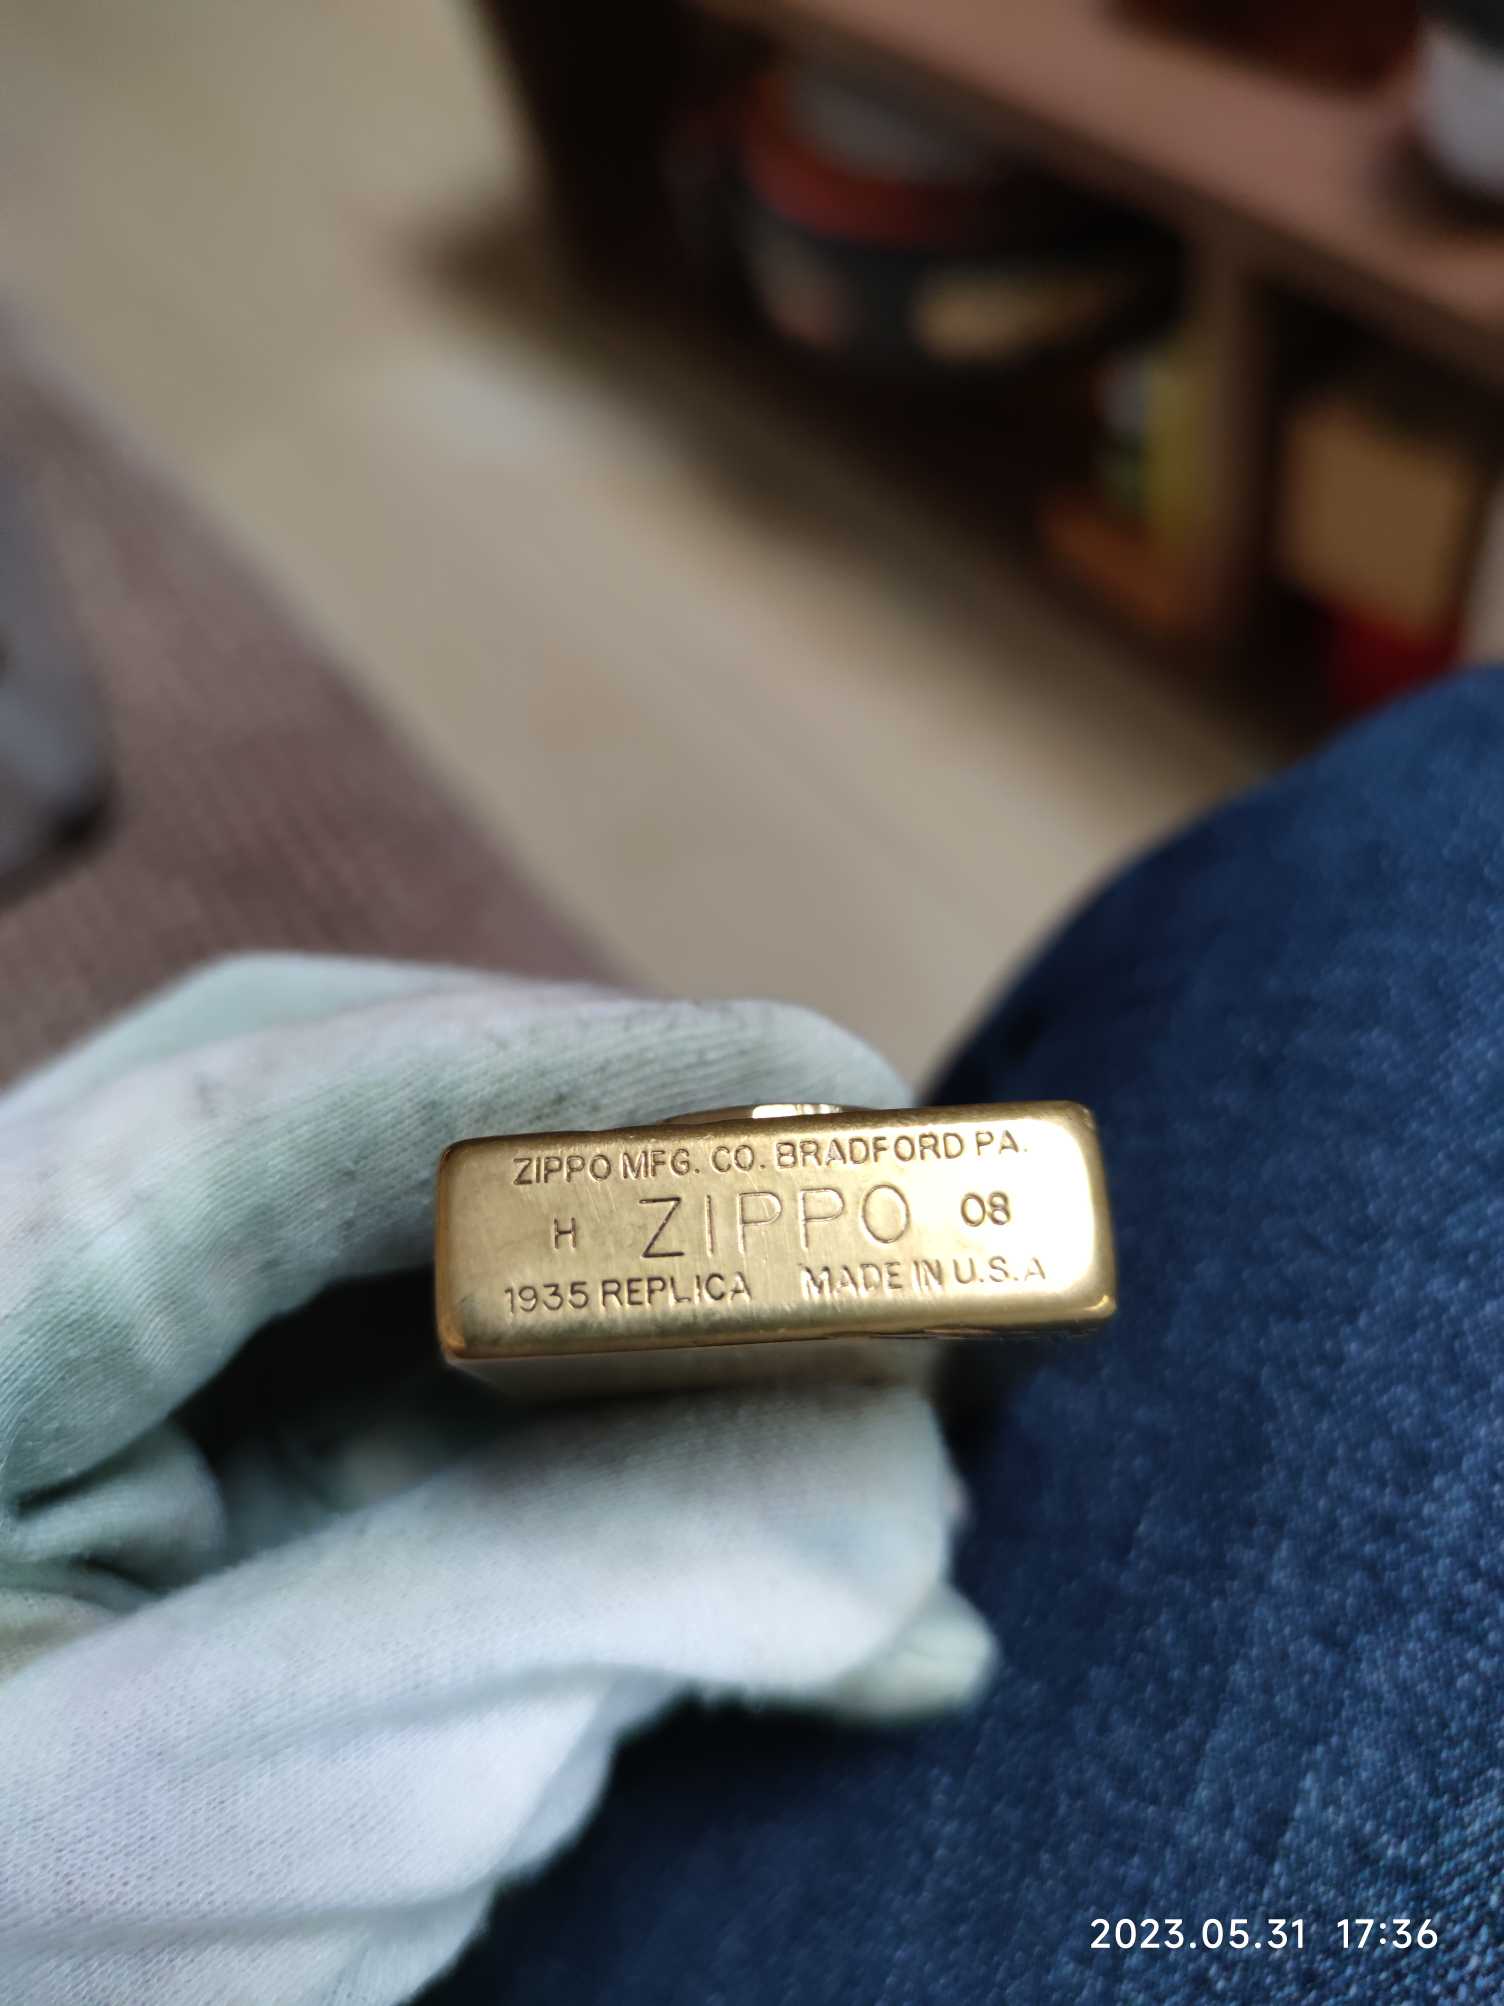 ZIPPO MFG. CO. BRADFORD PA.
H ZIPPO 08
1935 REPLICA MADE IN U.S.A
2023.05.31 17:36